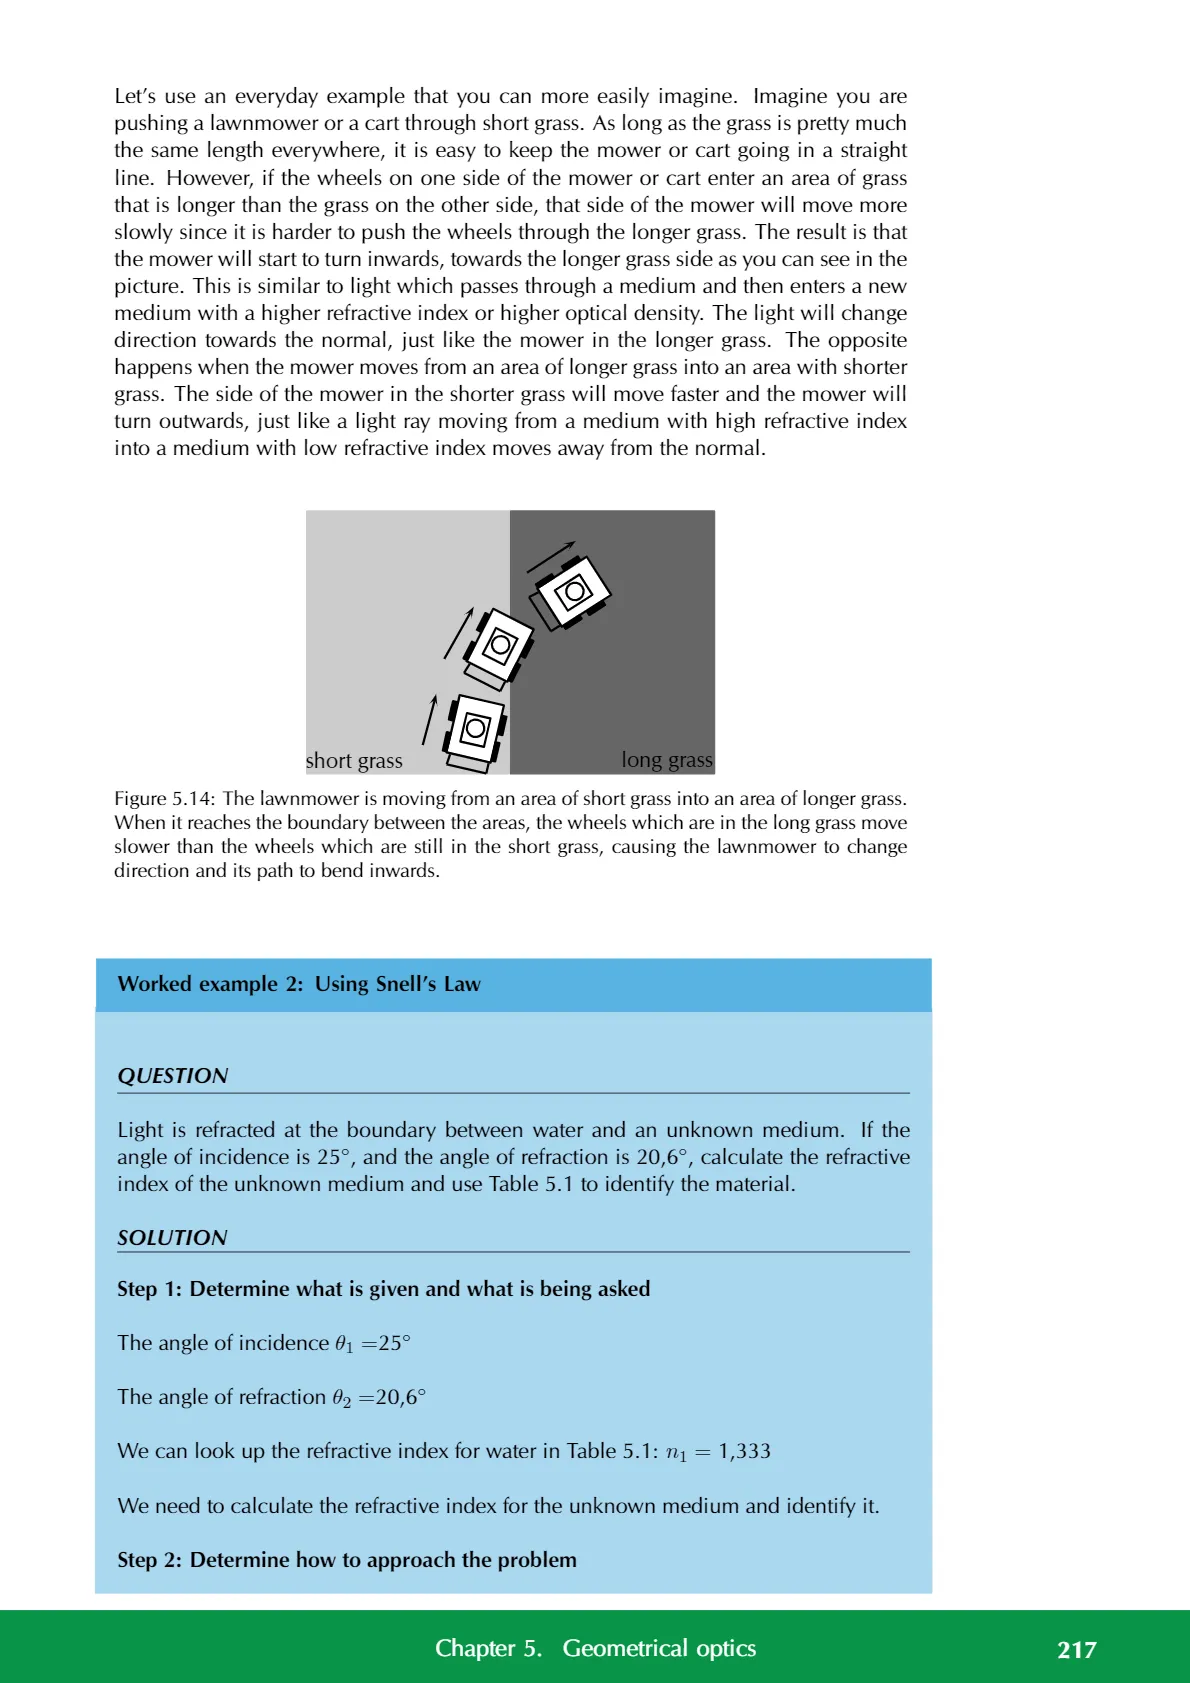 Let's use an everyday example that you can more easily imagine. Imagine you are
pushing a lawnmower or a cart through short grass. As long as the grass is pretty much
the same length everywhere, it is easy to keep the mower or cart going in a straight
line. However, if the wheels on one side of the mower or cart enter an area of grass
that is longer than the grass on the other side, that side of the mower will move more
slowly since it is harder to push the wheels through the longer grass. The result is that
the mower will start to turn inwards, towards the longer grass side as you can see in the
picture. This is similar to light which passes through a medium and then enters a new
medium with a higher refractive index or higher optical density. The light will change
direction towards the normal, just like the mower in the longer grass. The opposite
happens when the mower moves from an area of longer grass into an area with shorter
grass. The side of the mower in the shorter grass will move faster and the mower will
turn outwards, just like a light ray moving from a medium with high refractive index
into a medium with low refractive index moves away from the normal.
short grass
long grass
Figure 5.14: The lawnmower is moving from an area of short grass into an area of longer grass.
When it reaches the boundary between the areas, the wheels which are in the long grass move
slower than the wheels which are still in the short grass, causing the lawnmower to change
direction and its path to bend inwards.
Worked example 2: Using Snell's Law
QUESTION
Light is refracted at the boundary between water and an unknown medium. If the
angle of incidence is 25°, and the angle of refraction is 20,6°, calculate the refractive
index of the unknown medium and use Table 5.1 to identify the material.
SOLUTION
Step 1: Determine what is given and what is being asked
The angle of incidence θ₁ =25°
The angle of refraction θ₂ =20,6°
We can look up the refractive index for water in Table 5.1: n₁ = 1,333
We need to calculate the refractive index for the unknown medium and identify it.
Step 2: Determine how to approach the problem
Chapter 5. Geometrical optics
217